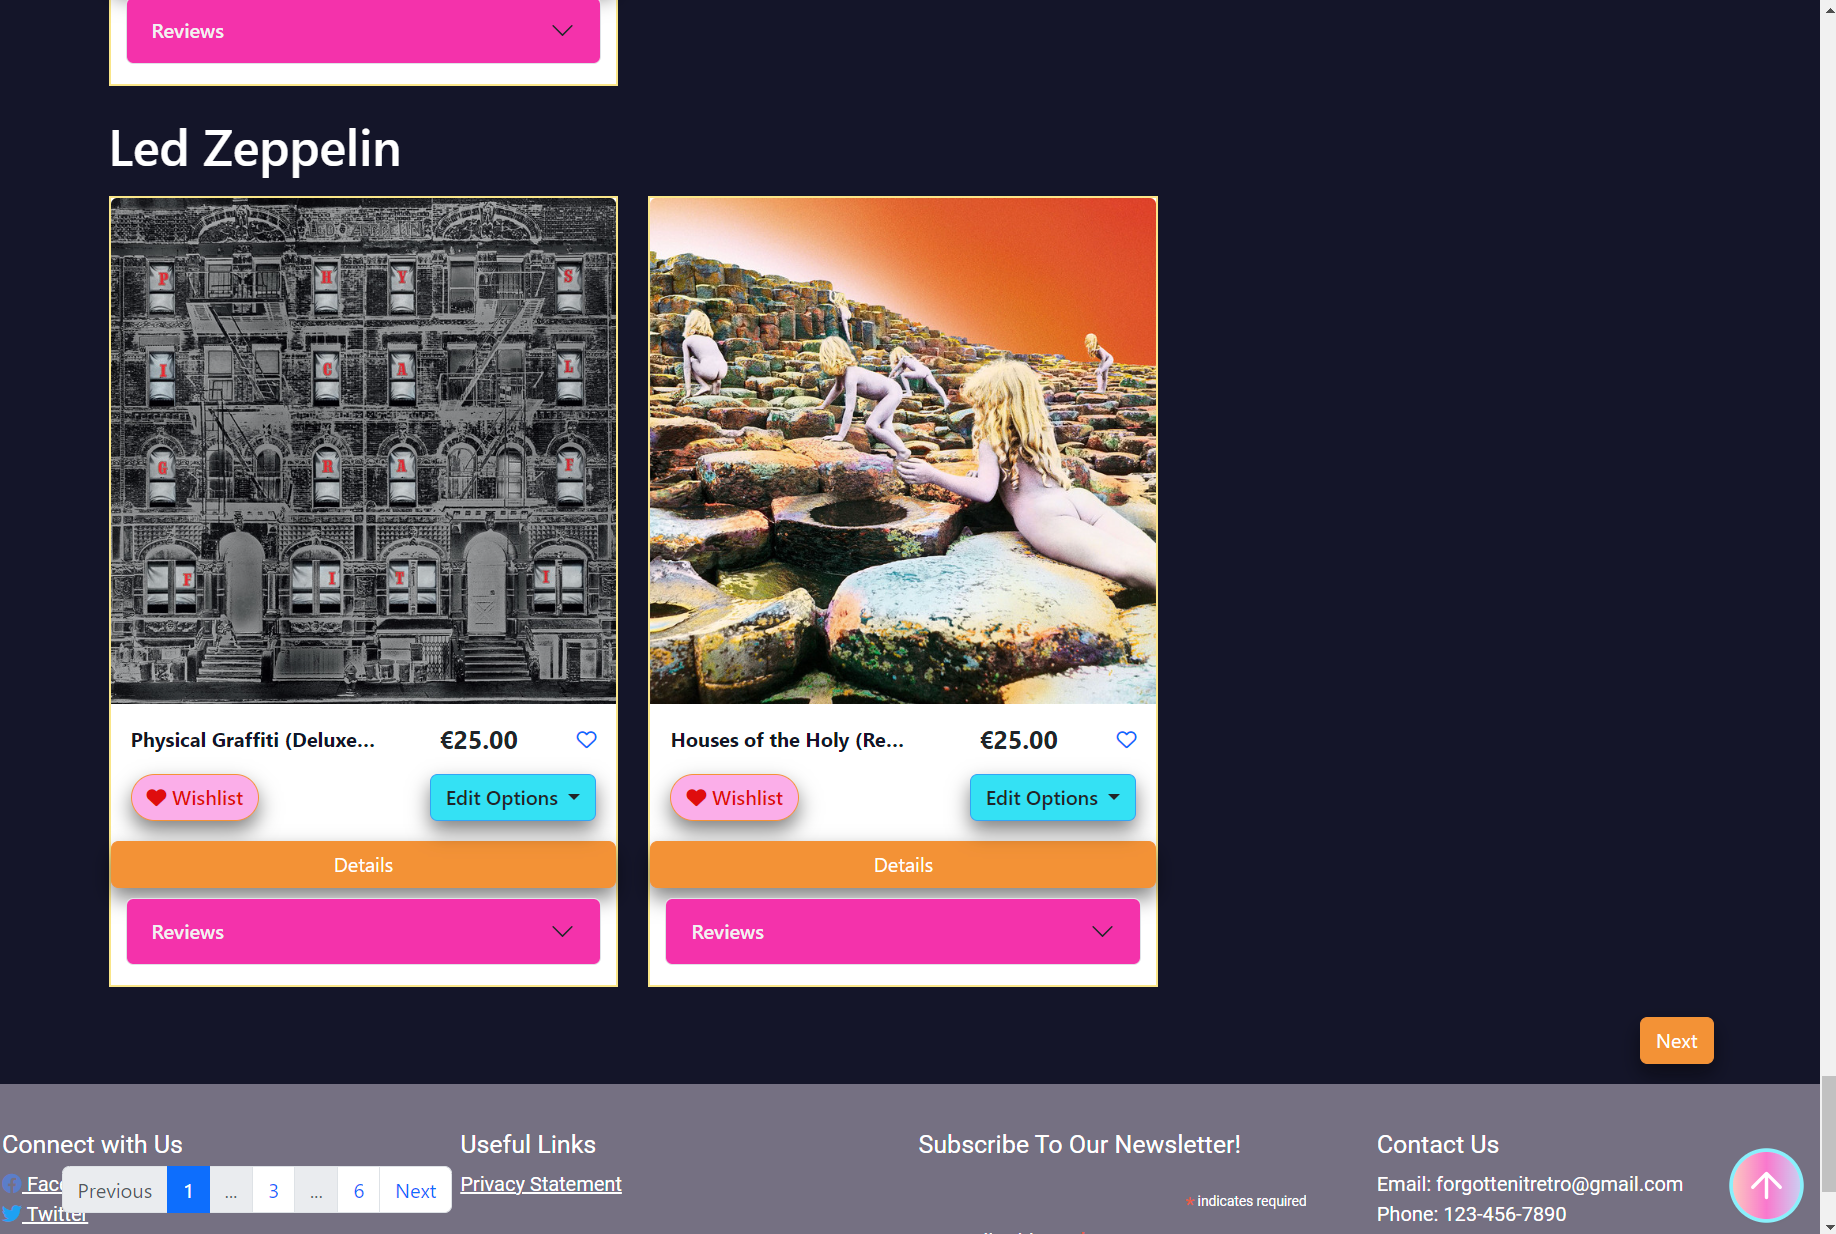 Reviews
Led Zeppelin
P H Y S
I C A L
G R A F
F I T I
Physical Graffiti (Deluxe...
€25.00
Wishlist
Edit Options
Details
Reviews
Houses of the Holy (Re...
€25.00
Wishlist
Edit Options
Details
Reviews
Next
Connect with Us
Twitter
Previous 1 ... 3 ... 6 Next
Useful Links
Privacy Statement
Subscribe To Our Newsletter!
* indicates required
Contact Us
Email: forgottenitretro@gmail.com
Phone: 123-456-7890